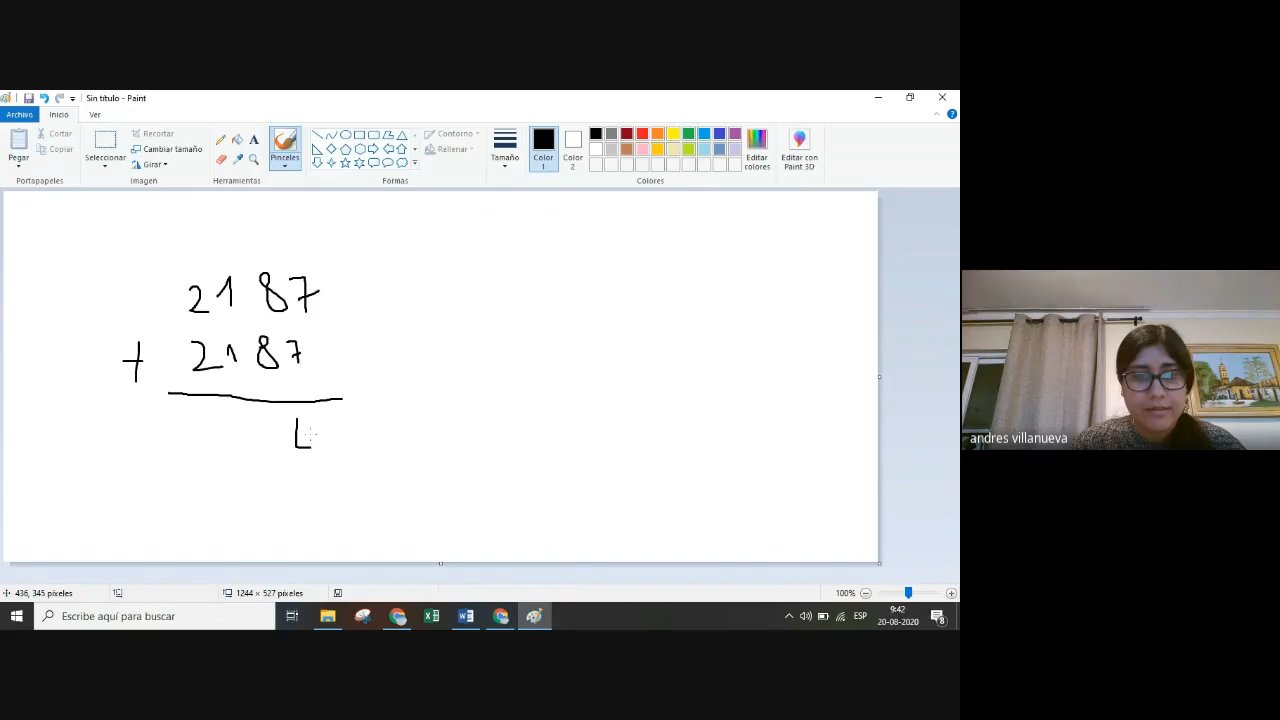 Sin título - Paint
Archivo Inicio Ver
Pegar
Cortar
Copiar
Portapapeles
Seleccionar
Recortar
Cambiar tamaño
Girar
Imagen
A
Herramientas
Pinceles
Contorno
Rellenar
Formas
Tamaño
Color 1
Color 2
Editar colores
Editar con Paint 3D
Colores
2187
+ 2187
andres villanueva
436, 345 píxeles
1244 × 527 píxeles
100%
Escribe aquí para buscar
ESP
9:42
20-08-2020
8